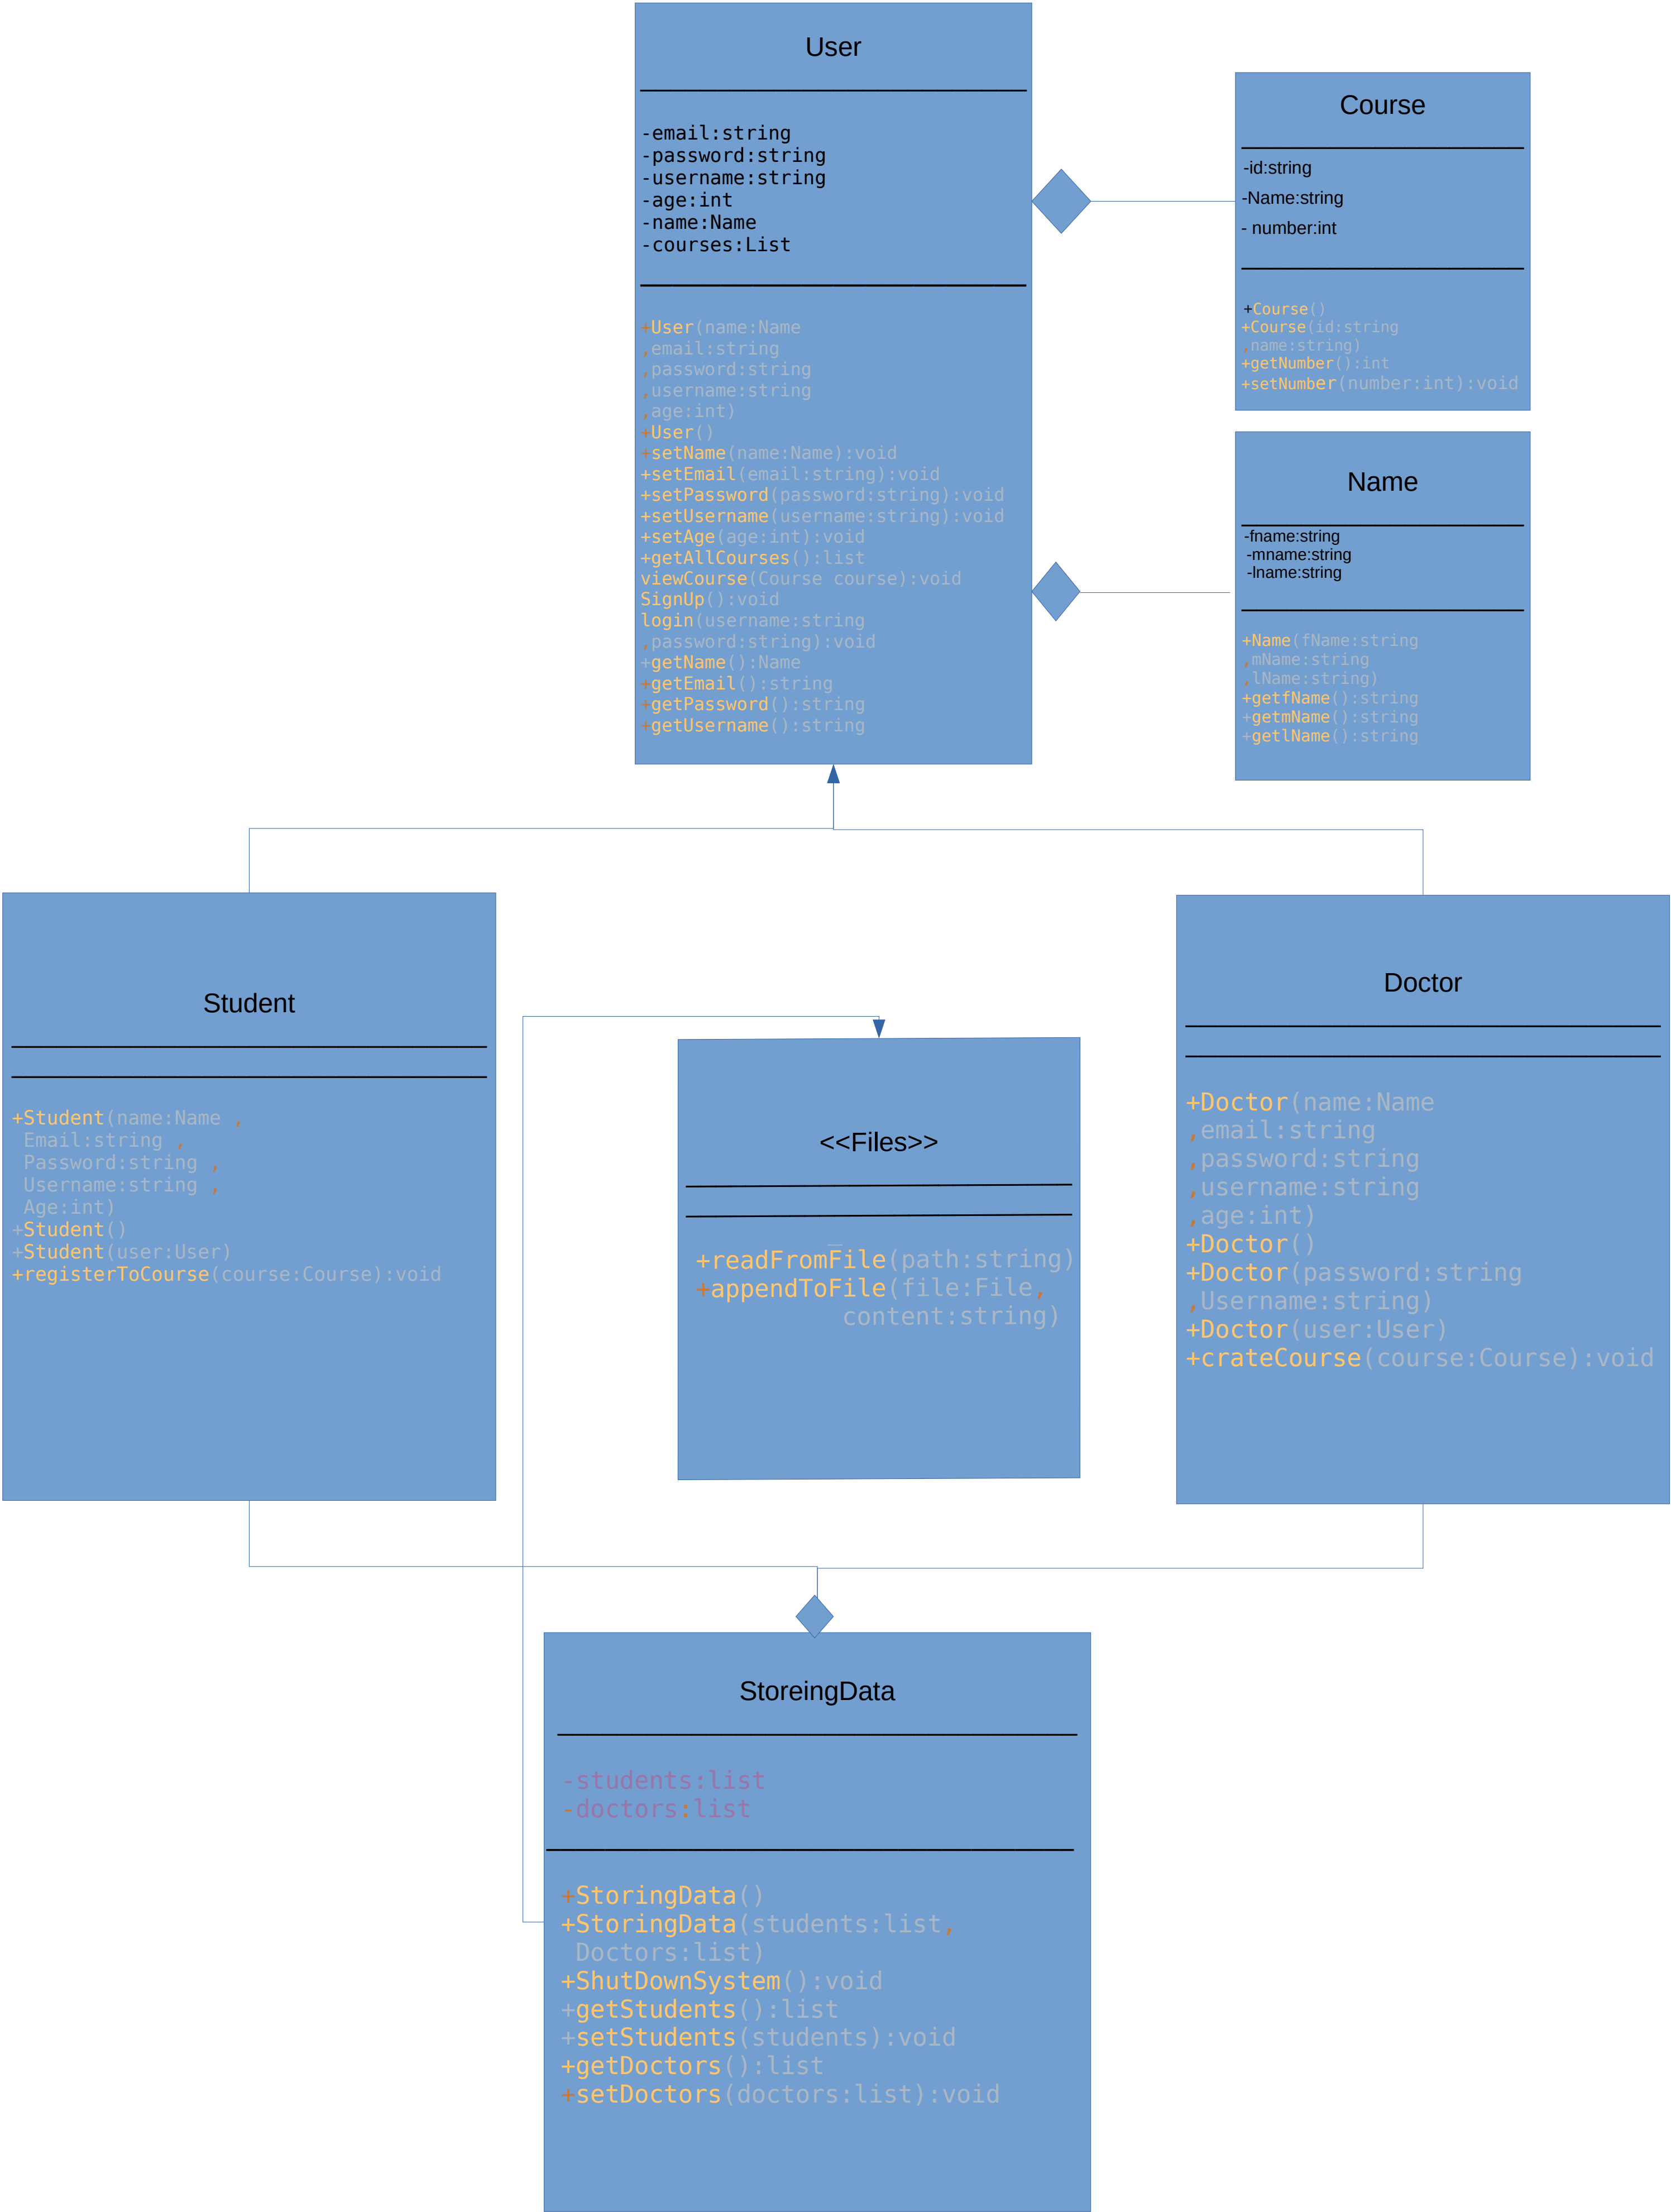 User
-email:string
-password:string
-username:string
-age:int
-name:Name
-courses:List
+User(name:Name
,email:string
,password:string
,username:string
,age:int)
+User()
+setName(name:Name):void
+setEmail(email:string):void
+setPassword(password:string):void
+setUsername(username:string):void
+setAge(age:int):void
+getAllCourses():list
viewCourse(Course course):void
SignUp():void
login(username:string
,password:string):void
+getName():Name
+getEmail():string
+getPassword():string
+getUsername():string
Course
-id:string
-Name:string
- number:int
+Course()
+Course(id:string
,name:string)
+getNumber():int
+setNumber(number:int):void
Name
-fname:string
-mname:string
-lname:string
+Name(fName:string
,mName:string
,lName:string)
+getfName():string
+getmName():string
+getlName():string
Student
+Student(name:Name ,
Email:string ,
Password:string ,
Username:string ,
Age:int)
+Student()
+Student(user:User)
+registerToCourse(course:Course):void
<<Files>>
+readFromFile(path:string)
+appendToFile(file:File,
content:string)
Doctor
+Doctor(name:Name
,email:string
,password:string
,username:string
,age:int)
+Doctor()
+Doctor(password:string
,Username:string)
+Doctor(user:User)
+crateCourse(course:Course):void
StoreingData
-students:list
-doctors:list
+StoringData()
+StoringData(students:list,
Doctors:list)
+ShutDownSystem():void
+getStudents():list
+setStudents(students):void
+getDoctors():list
+setDoctors(doctors:list):void